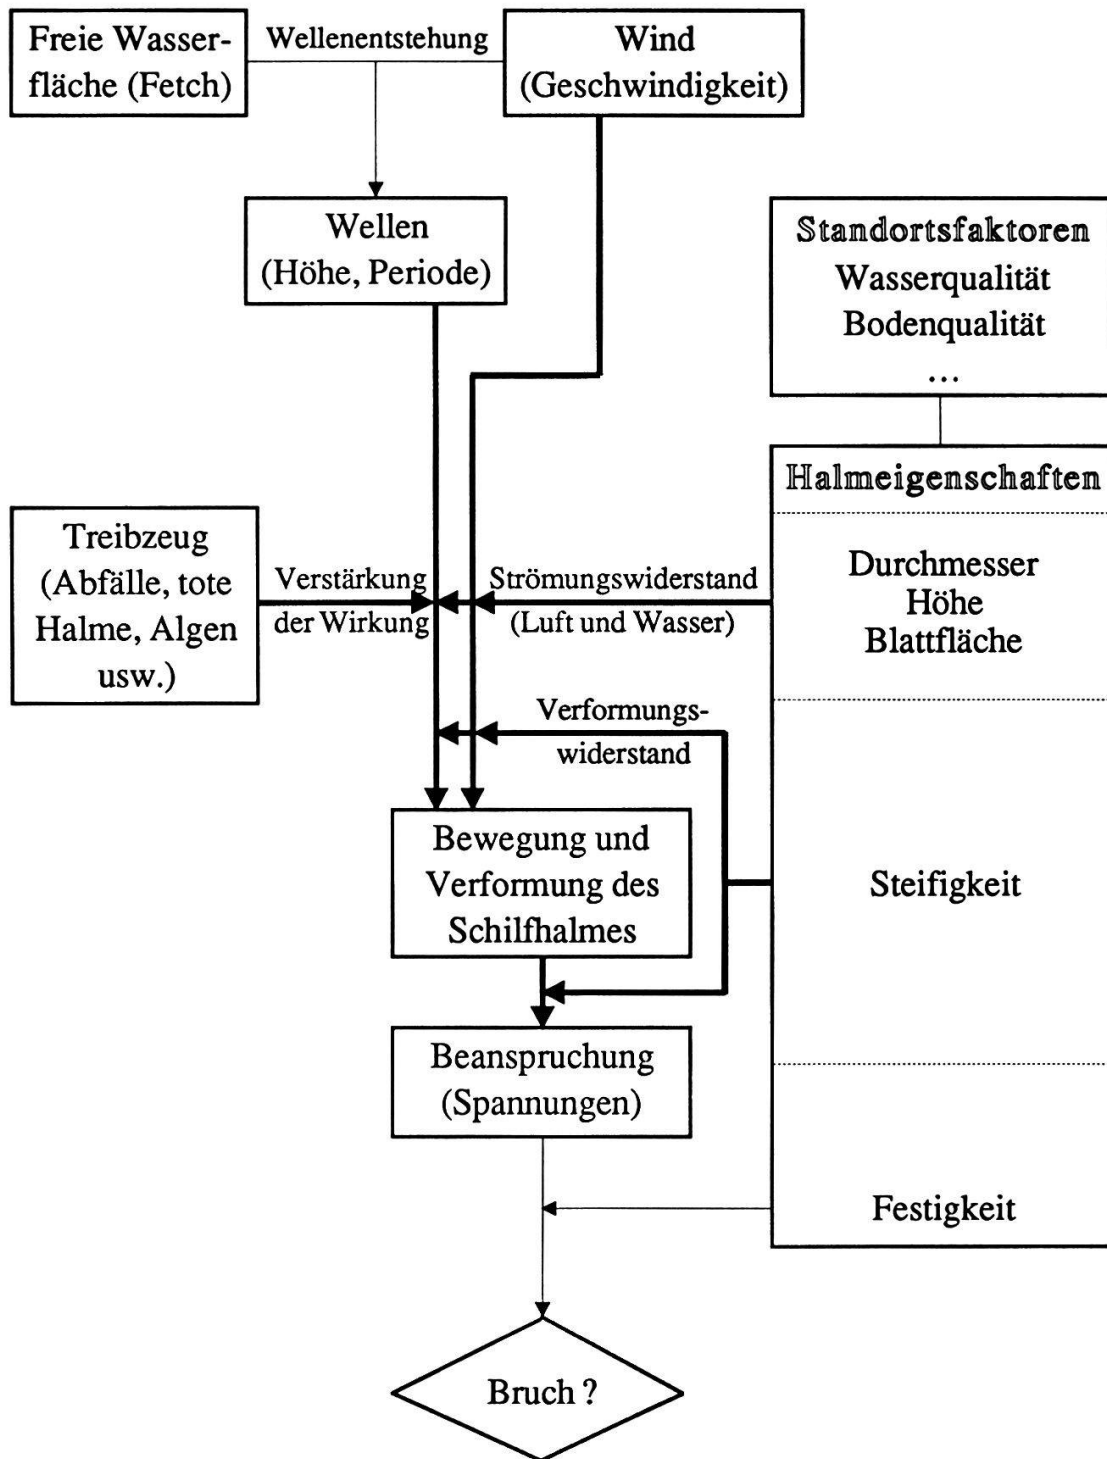 Freie Wasser-
fläche (Fetch)
Wellenentstehung
Wind
(Geschwindigkeit)
Wellen
(Höhe, Periode)
Standortsfaktoren
Wasserqualität
Bodenqualität
...
Halmeigenschaften
Durchmesser
Höhe
Blattfläche
Treibzeug
(Abfälle, tote
Halme, Algen
usw.)
Verstärkung
der Wirkung
Strömungswiderstand
(Luft und Wasser)
Verformungs-
widerstand
Bewegung und
Verformung des
Schilfhalmes
Steifigkeit
Beanspruchung
(Spannungen)
Festigkeit
Bruch ?